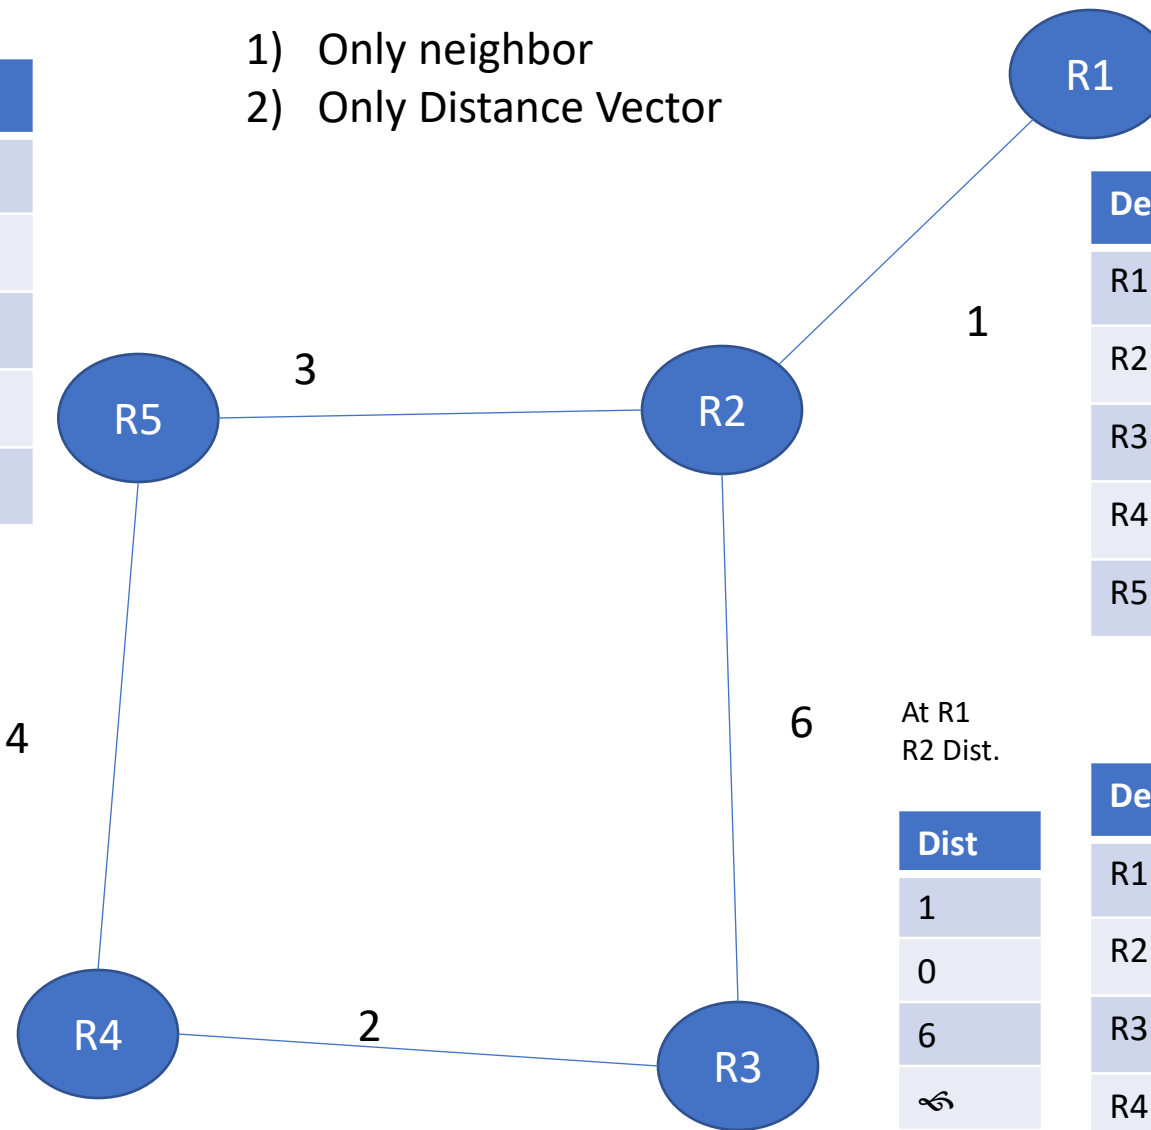 1) Only neighbor
2) Only Distance Vector
R1
De
R1
R2
R3
R4
R5
1
3
R5
R2
4
6
At R1
R2 Dist.
Dist
1
0
6
De
R1
R2
R3
R4
R4
2
R3